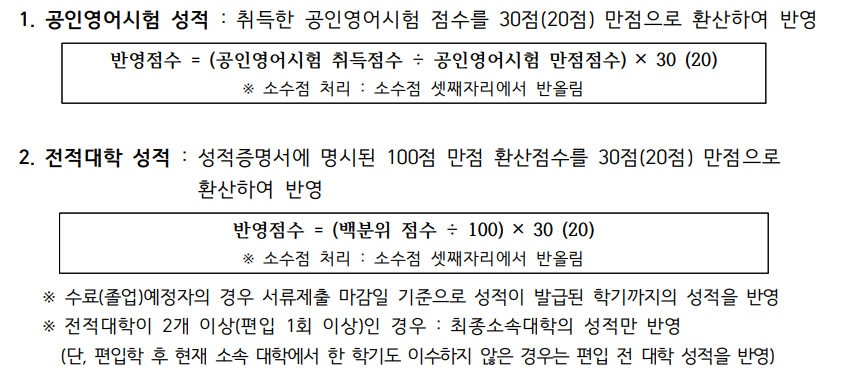 1. 공인영어시험 성적 : 취득한 공인영어시험 점수를 30점(20점) 만점으로 환산하여 반영
반영점수 = (공인영어시험 취득점수 ÷ 공인영어시험 만점점수) × 30 (20)
※ 소수점 처리 : 소수점 셋째자리에서 반올림
2. 전적대학 성적 : 성적증명서에 명시된 100점 만점 환산점수를 30점(20점) 만점으로
환산하여 반영
반영점수 = (백분위 점수 ÷ 100) × 30 (20)
※ 소수점 처리 : 소수점 셋째자리에서 반올림
※ 수료(졸업)예정자의 경우 서류제출 마감일 기준으로 성적이 발급된 학기까지의 성적을 반영
※ 전적대학이 2개 이상(편입 1회 이상)인 경우 : 최종소속대학의 성적만 반영
(단, 편입학 후 현재 소속 대학에서 한 학기도 이수하지 않은 경우는 편입 전 대학 성적을 반영)